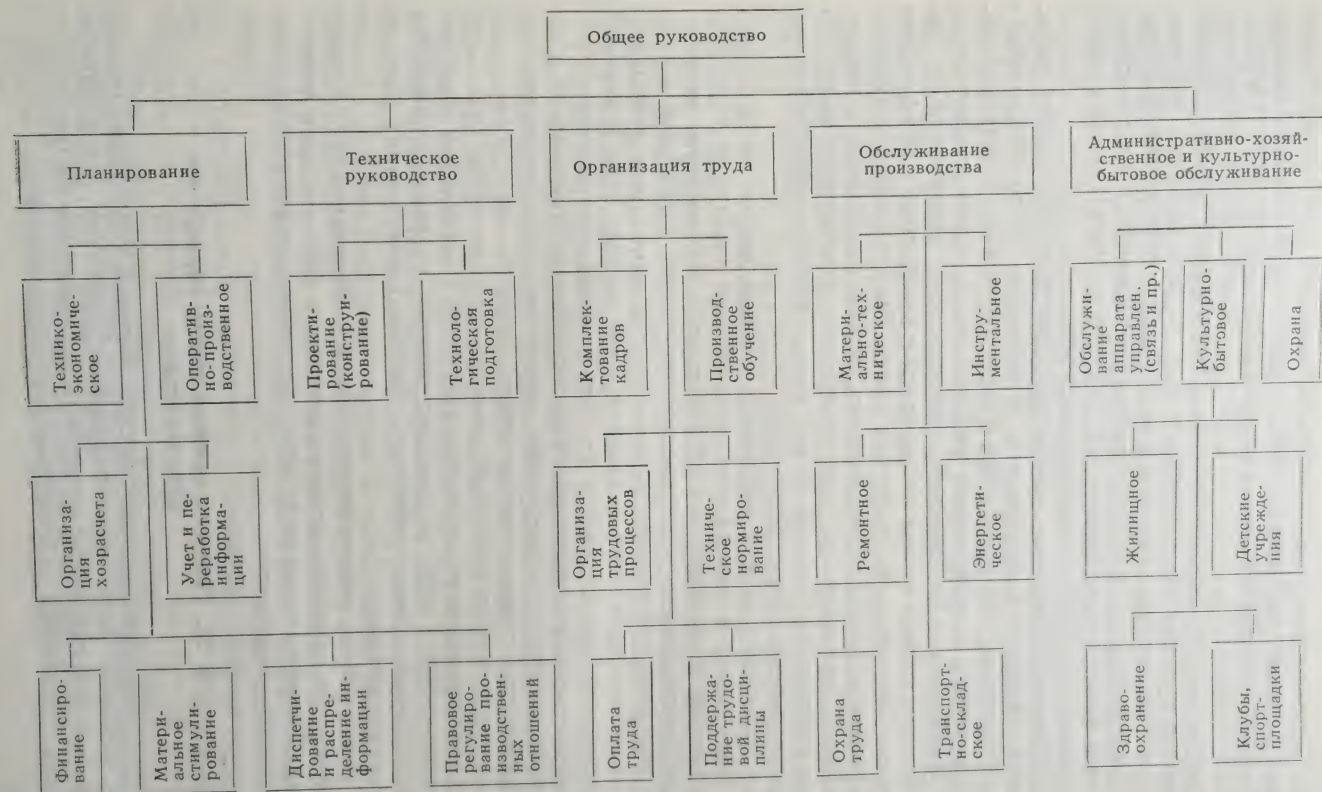 Общее руководство
Планирование
Техническое
руководство
Организация труда
Обслуживание
производства
Административно-хозяй-
ственное и культурно-
бытовое обслуживание
Технико-
экономиче-
ское
Оператив-
но-произ-
водственное
Проекти-
рование
(конструи-
рование)
Техноло-
гическая
подготовка
Комплек-
тование
кадров
Производ-
ственное
обучение
Матери-
ально-тех-
ническое
Инстру-
ментальное
Обслужи-
вание
аппарата
управлен.
(связь и пр.)
Культурно-
бытовое
Охрана
Организа-
ция
хозрасчета
Учет и пе-
реработка
информа-
ции
Организа-
ция
трудовых
процессов
Техниче-
ское
нормиро-
вание
Ремонтное
Энергети-
ческое
Жилищное
Детские
учрежде-
ния
Финансиро-
вание
Матери-
альное
стимули-
рование
Диспетчи-
рование
и распре-
деление ин-
формации
Правовое
регулиро-
вание про-
изводствен-
ных
отношений
Оплата
труда
Поддержа-
ние трудо-
вой дисци-
плины
Охрана
труда
Транспорт-
но-склад-
ское
Здраво-
охранение
Клубы,
спорт-
площадки